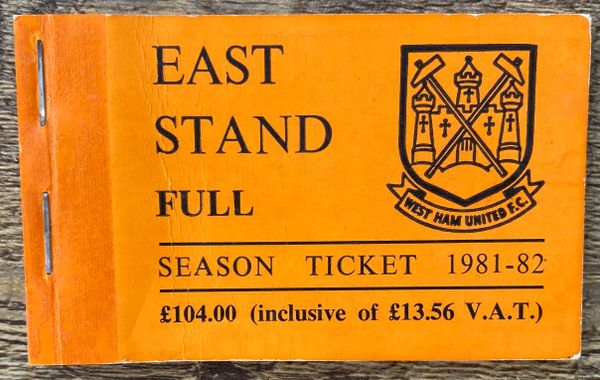 EAST
STAND
FULL
WEST HAM UNITED F.C.
SEASON TICKET 1981-82
£104.00 (inclusive of £13.56 V.A.T.)